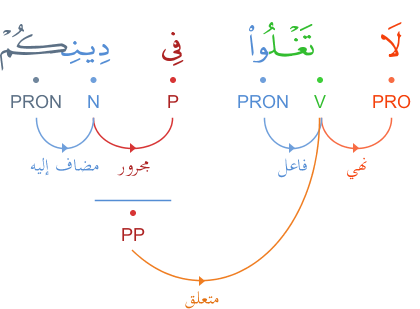 لَا تَغْلُوا۟ فِى دِينِكُمْ
PRON N P PRON V PRO
مضاف إليه مجرور فاعل نهي
PP
متعلق